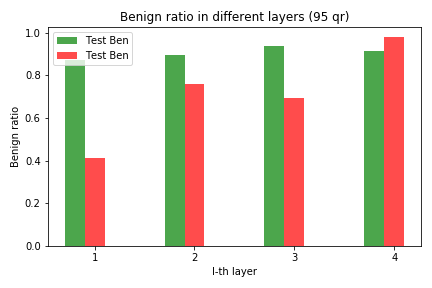 Benign ratio in different layers (95 qr)
Test Ben
Test Ben
Benign ratio
1.0
0.8
0.6
0.4
0.2
0.0
1 2 3 4
l-th layer